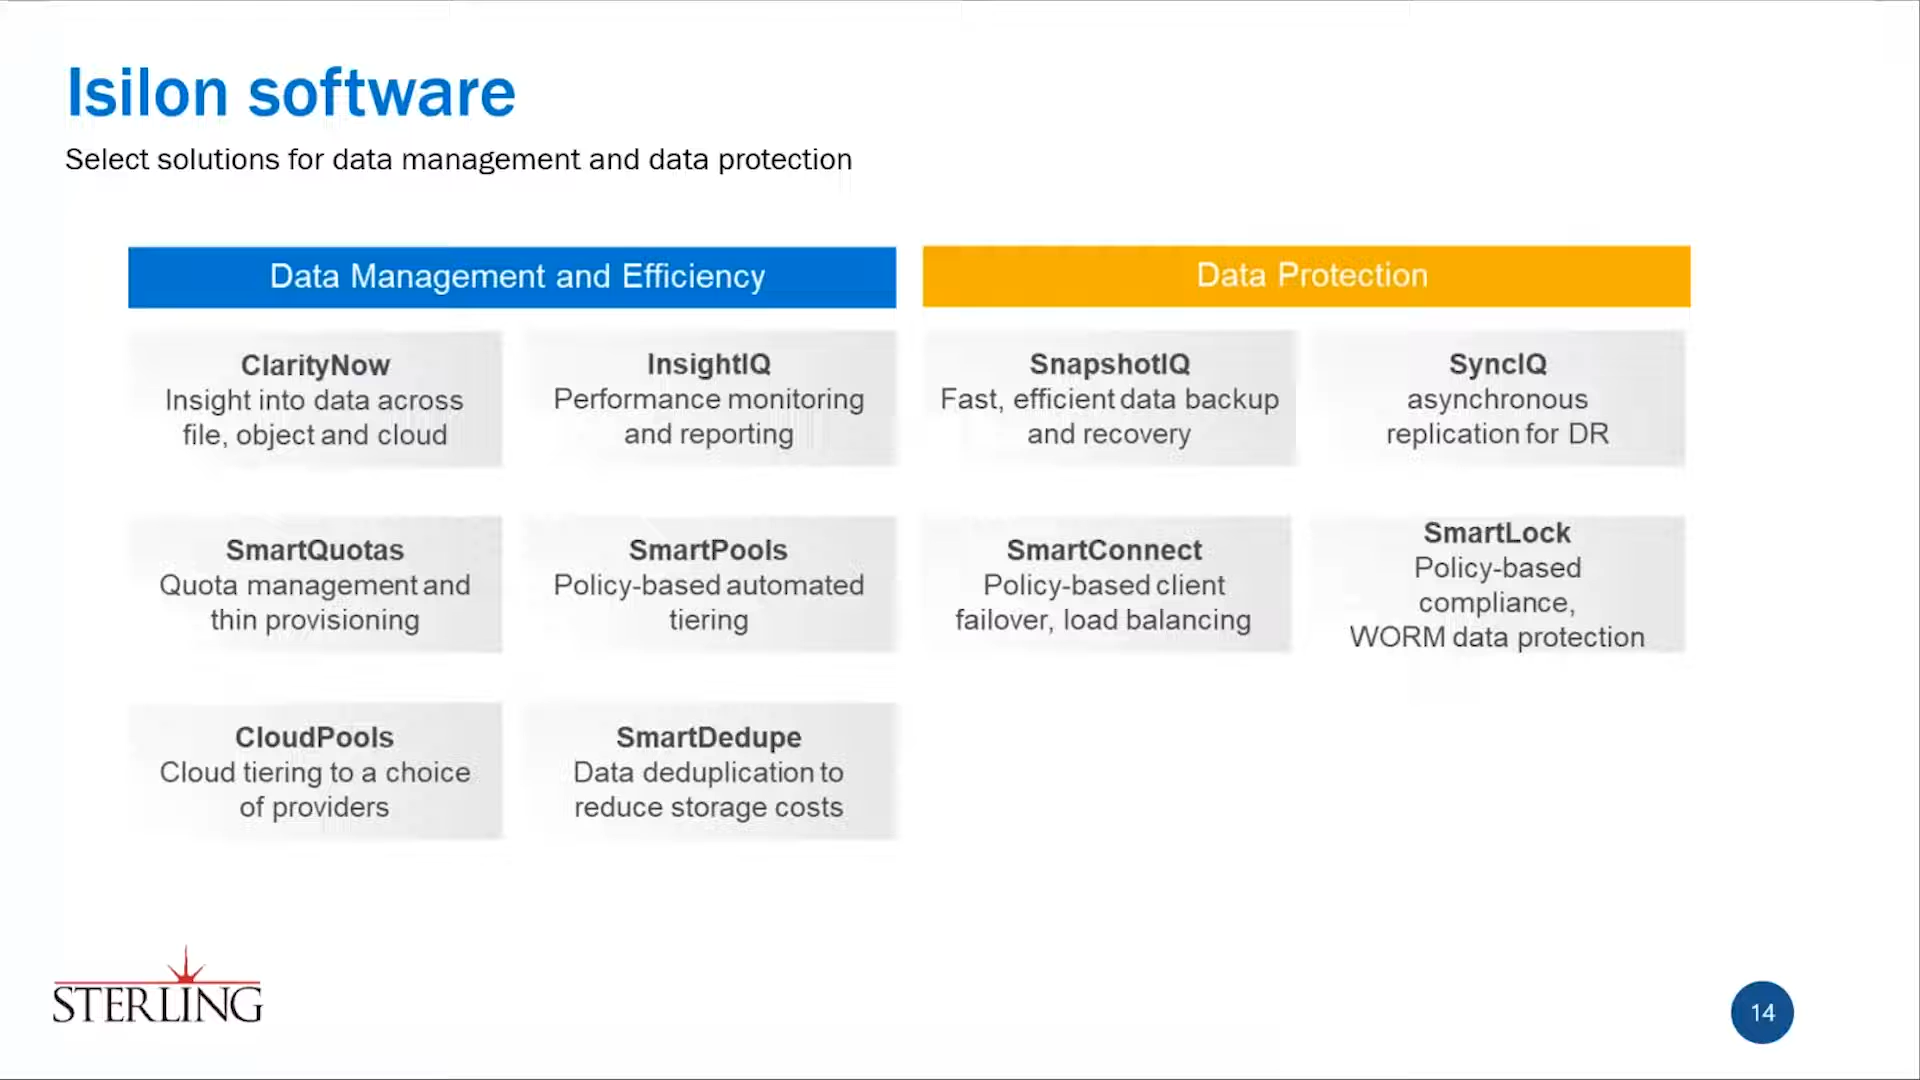 Isilon software
Select solutions for data management and data protection
Data Management and Efficiency
ClarityNow
Insight into data across
file, object and cloud
InsightIQ
Performance monitoring
and reporting
SmartQuotas
Quota management and
thin provisioning
SmartPools
Policy-based automated
tiering
CloudPools
Cloud tiering to a choice
of providers
SmartDedupe
Data deduplication to
reduce storage costs
Data Protection
SnapshotIQ
Fast, efficient data backup
and recovery
SyncIQ
asynchronous
replication for DR
SmartConnect
Policy-based client
failover, load balancing
SmartLock
Policy-based
compliance,
WORM data protection
STERLING
14